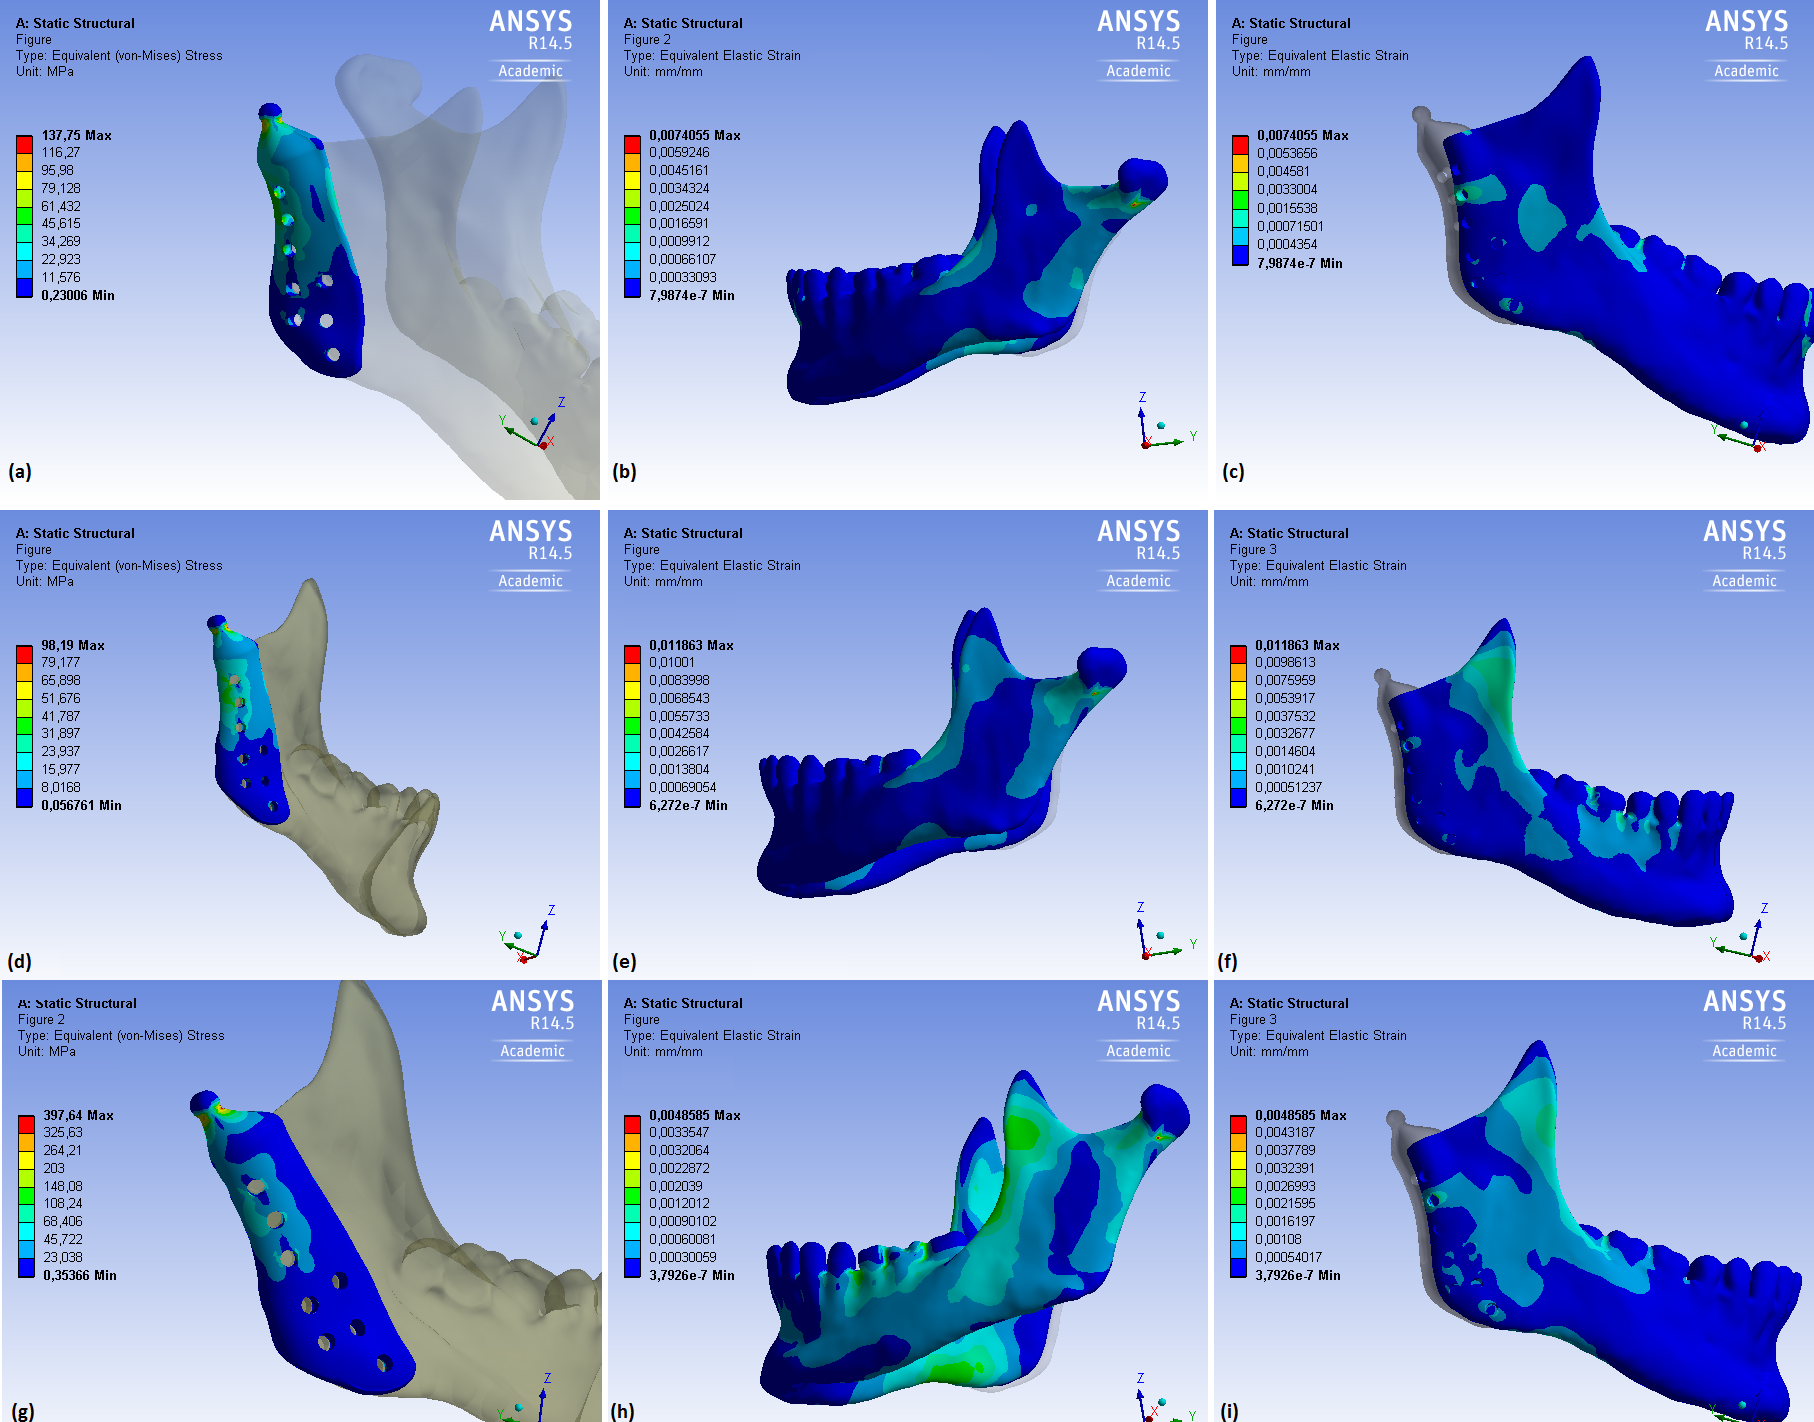 A: Static Structural
Figure
Type: Equivalent (von-Mises) Stress
Unit: MPa
ANSYS
R14.5
Academic
137,75 Max
116,27
95,98
79,128
61,432
45,615
34,269
22,923
11,576
0,23006 Min
Z
Y
X
(a)
A: Static Structural
Figure 2
Type: Equivalent Elastic Strain
Unit: mm/mm
ANSYS
R14.5
Academic
0,0074055 Max
0,0059246
0,0045161
0,0034324
0,0025024
0,0016591
0,0009912
0,00066107
0,00033093
7,9874e-7 Min
Z
X
Y
(b)
A: Static Structural
Figure
Type: Equivalent Elastic Strain
Unit: mm/mm
ANSYS
R14.5
Academic
0,0074055 Max
0,0053656
0,004581
0,0033004
0,0015538
0,00071501
0,0004354
7,9874e-7 Min
Y
X
(c)
A: Static Structural
Figure
Type: Equivalent (von-Mises) Stress
Unit: MPa
ANSYS
R14.5
Academic
98,19 Max
79,177
65,898
51,676
41,787
31,897
23,937
15,977
8,0168
0,056761 Min
Z
Y
X
(d)
A: Static Structural
Figure
Type: Equivalent Elastic Strain
Unit: mm/mm
ANSYS
R14.5
Academic
0,011863 Max
0,01001
0,0083998
0,0068543
0,0055733
0,0042584
0,0026617
0,0013804
0,00069054
6,272e-7 Min
Z
X
Y
(e)
A: Static Structural
Figure 3
Type: Equivalent Elastic Strain
Unit: mm/mm
ANSYS
R14.5
Academic
0,011863 Max
0,0098613
0,0075959
0,0053917
0,0037532
0,0032677
0,0014604
0,0010241
0,00051237
6,272e-7 Min
Z
Y
X
(f)
A: Static Structural
Figure 2
Type: Equivalent (von-Mises) Stress
Unit: MPa
ANSYS
R14.5
Academic
397,64 Max
325,63
264,21
203
148,08
108,24
68,406
45,722
23,038
0,35366 Min
Z
Y
(g)
A: Static Structural
Figure
Type: Equivalent Elastic Strain
Unit: mm/mm
ANSYS
R14.5
Academic
0,0048585 Max
0,0033547
0,0032064
0,0022872
0,002039
0,0012012
0,00090102
0,00060081
0,00030059
3,7926e-7 Min
Z
X
Y
(h)
A: Static Structural
Figure 3
Type: Equivalent Elastic Strain
Unit: mm/mm
ANSYS
R14.5
Academic
0,0048585 Max
0,0043187
0,0037789
0,0032391
0,0026993
0,0021595
0,0016197
0,00108
0,00054017
3,7926e-7 Min
Y
X
(i)